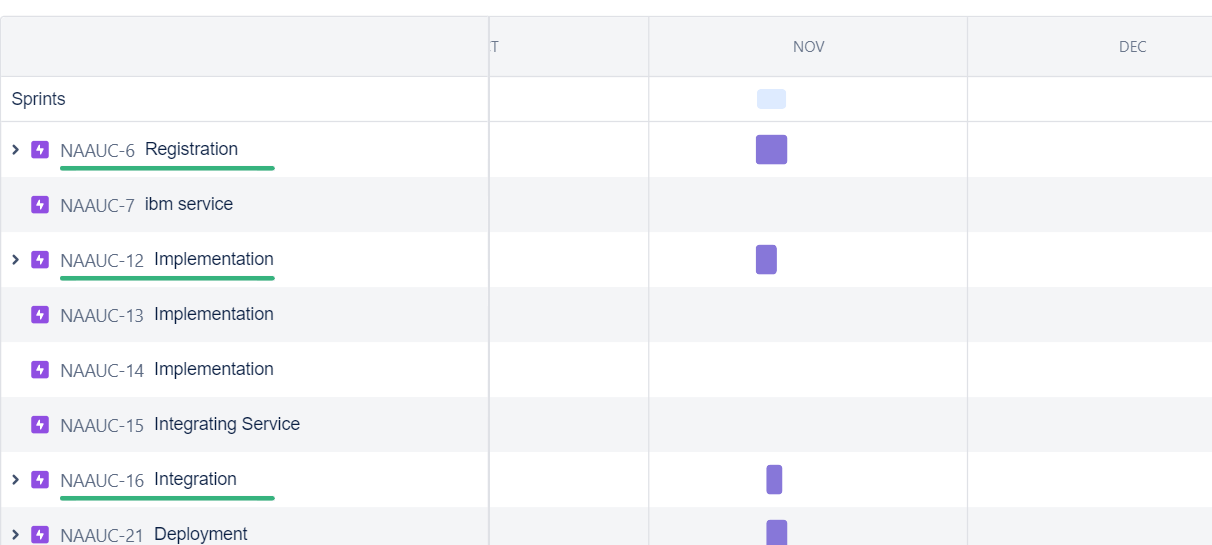 T NOV DEC
Sprints
NAAUC-6 Registration
NAAUC-7 ibm service
NAAUC-12 Implementation
NAAUC-13 Implementation
NAAUC-14 Implementation
NAAUC-15 Integrating Service
NAAUC-16 Integration
NAAUC-21 Deployment